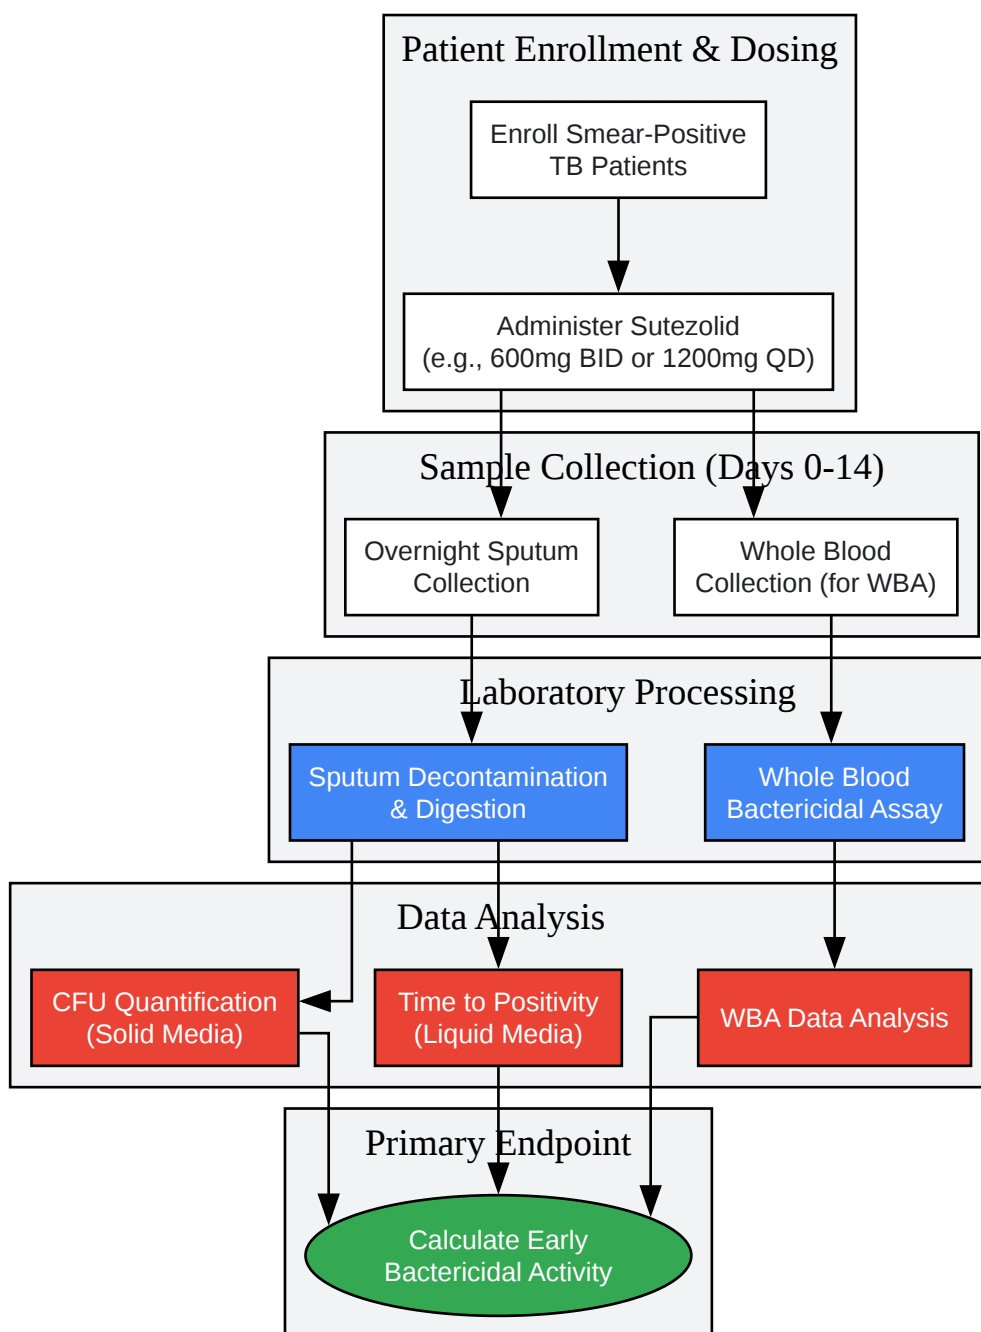 Patient Enrollment & Dosing
Enroll Smear-Positive
TB Patients
Administer Sutezolid
(e.g., 600mg BID or 1200mg QD)
Sample Collection (Days 0-14)
Overnight Sputum
Collection
Whole Blood
Collection (for WBA)
Laboratory Processing
Sputum Decontamination
& Digestion
Whole Blood
Bactericidal Assay
Data Analysis
CFU Quantification
(Solid Media)
Time to Positivity
(Liquid Media)
WBA Data Analysis
Primary Endpoint
Calculate Early
Bactericidal Activity